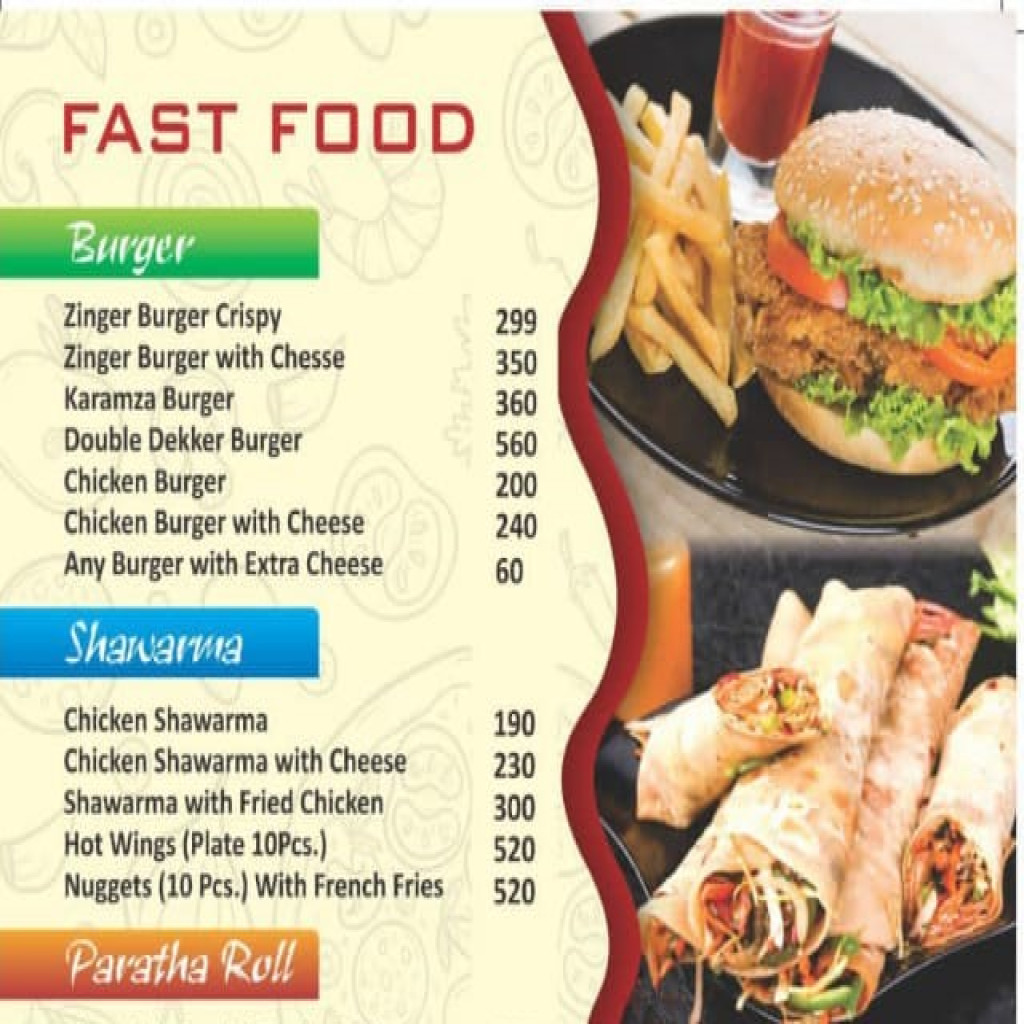 FAST FOOD
Burger
Zinger Burger Crispy 299
Zinger Burger with Chesse 350
Karamza Burger 360
Double Dekker Burger 560
Chicken Burger 200
Chicken Burger with Cheese 240
Any Burger with Extra Cheese 60
Shawarma
Chicken Shawarma 190
Chicken Shawarma with Cheese 230
Shawarma with Fried Chicken 300
Hot Wings (Plate 10Pcs.) 520
Nuggets (10 Pcs.) With French Fries 520
Paratha Roll